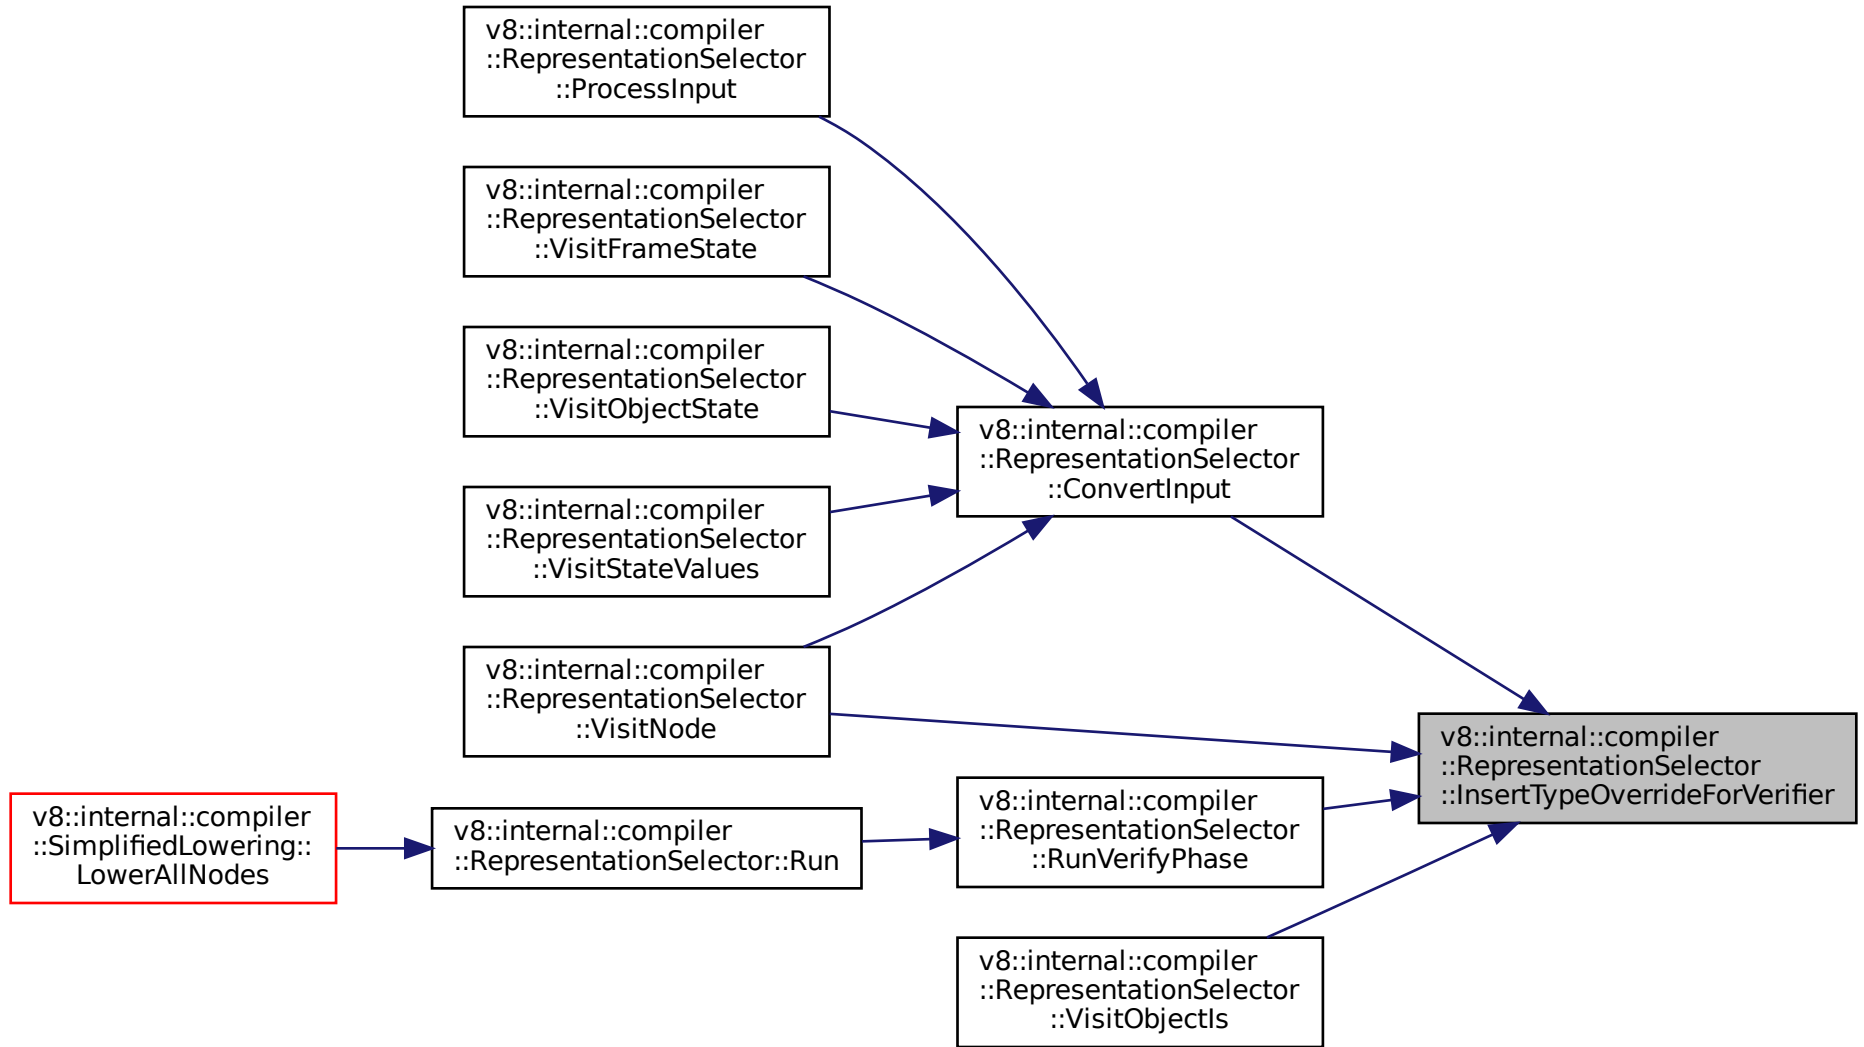 v8::internal::compiler
::RepresentationSelector
::ProcessInput
v8::internal::compiler
::RepresentationSelector
::VisitFrameState
v8::internal::compiler
::RepresentationSelector
::VisitObjectState
v8::internal::compiler
::RepresentationSelector
::ConvertInput
v8::internal::compiler
::RepresentationSelector
::VisitStateValues
v8::internal::compiler
::RepresentationSelector
::VisitNode
v8::internal::compiler
::RepresentationSelector
::InsertTypeOverrideForVerifier
v8::internal::compiler
::SimplifiedLowering::
LowerAllNodes
v8::internal::compiler
::RepresentationSelector::Run
v8::internal::compiler
::RepresentationSelector
::RunVerifyPhase
v8::internal::compiler
::RepresentationSelector
::VisitObjectIs